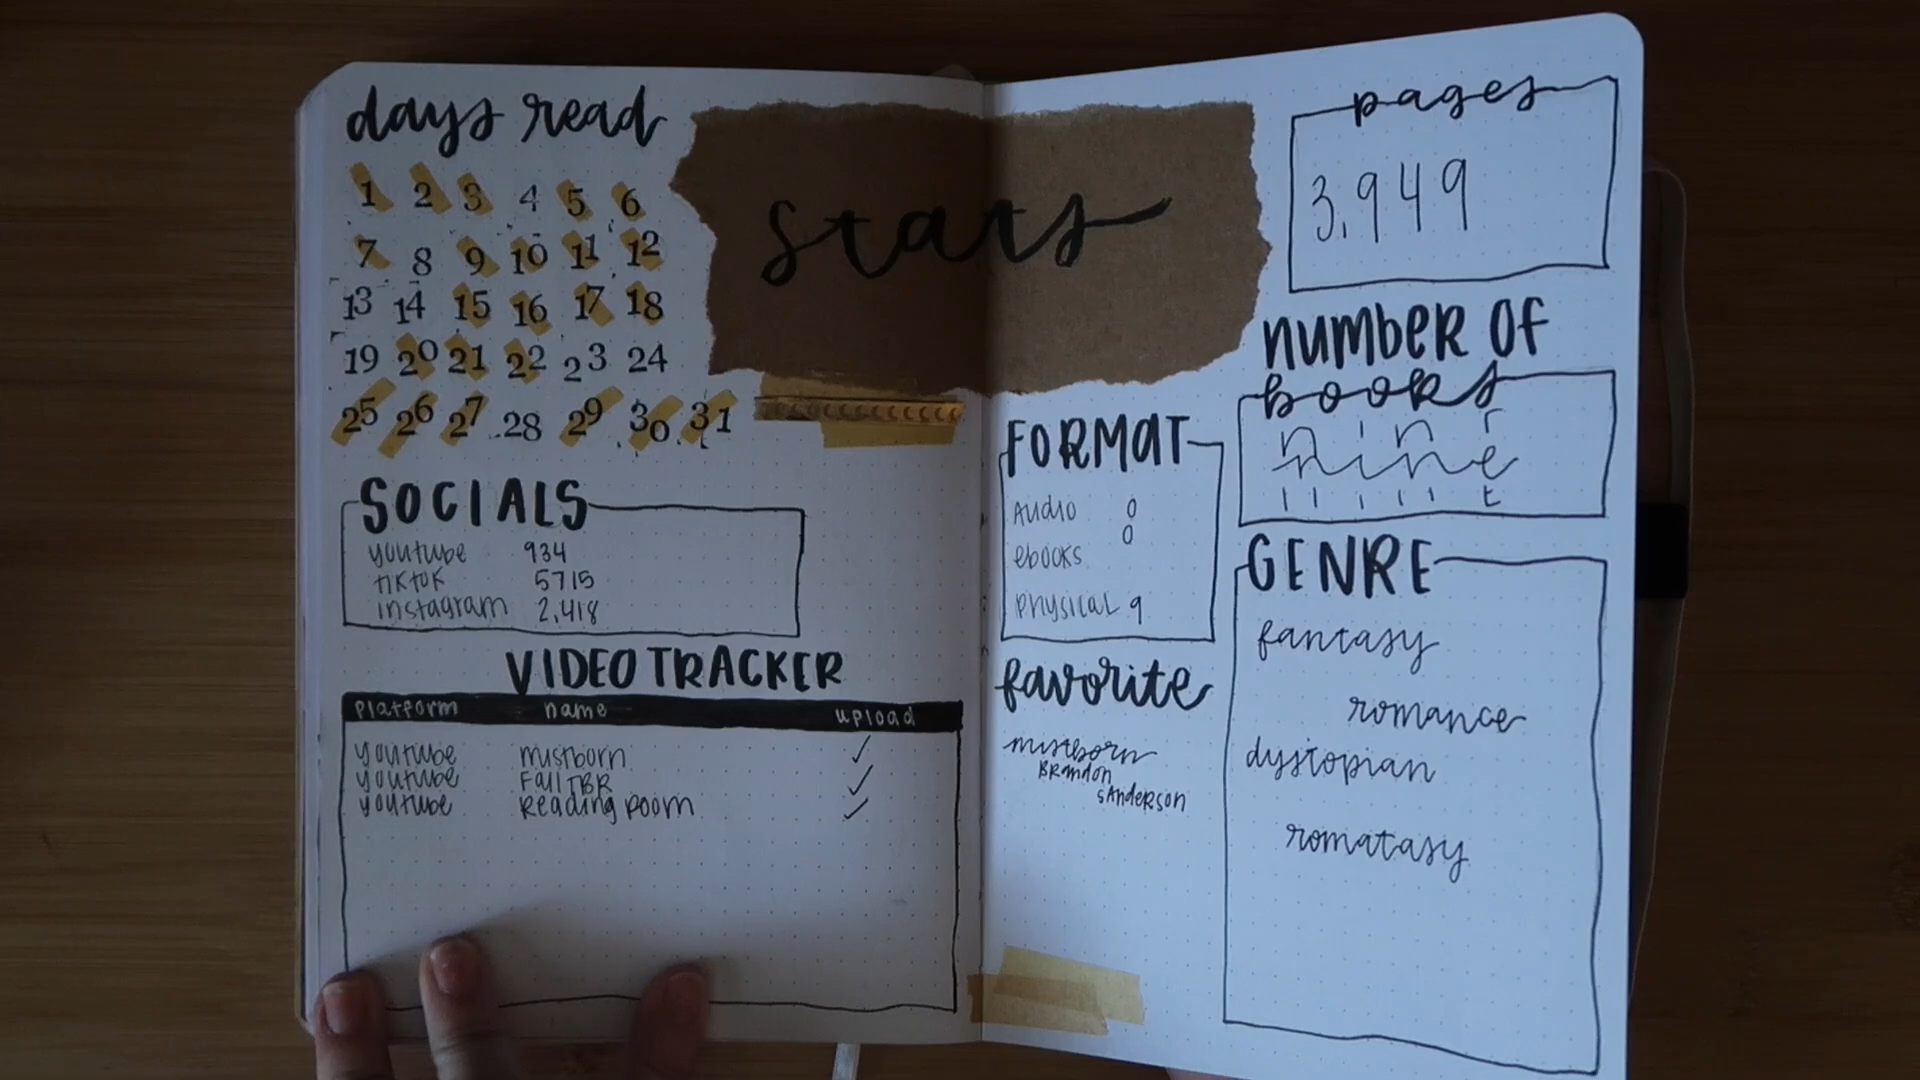 days read
1 2 3 4 5 6
7 8 9 10 11 12
13 14 15 16 17 18
19 20 21 22 23 24
25 26 27 28 29 30 31
SOCIALS
youtube 934
tiktok 5715
instagram 2,418
VIDEO TRACKER
platform name upload
youtube mistborn ✓
youtube Fall TBR ✓
youtube Reading Room ✓
stats
pages
3,949
number of
books
nine
FORMAT
Audio 0
ebooks 0
Physical 9
favorite
mistborn
Brandon
Sanderson
GENRE
fantasy
romance
dystopian
romatasy